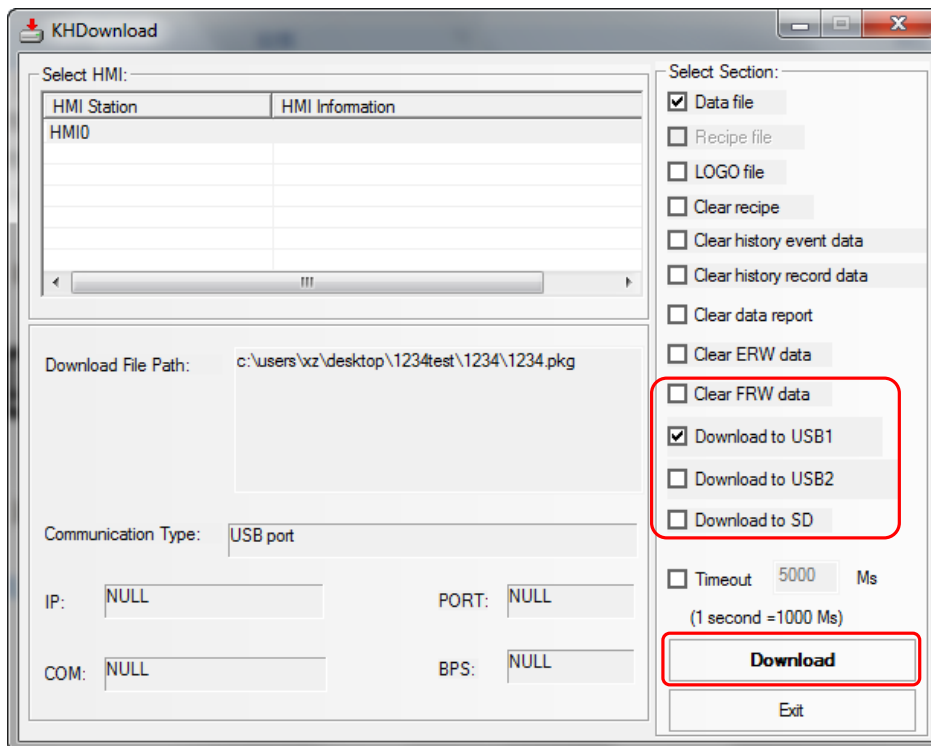 KHDownload
Select HMI:
HMI Station HMI Information
HMI0
Download File Path: c:\users\xz\desktop\1234test\1234\1234.pkg
Communication Type: USB port
IP: NULL PORT: NULL
COM: NULL BPS: NULL
Select Section:
Data file
Recipe file
LOGO file
Clear recipe
Clear history event data
Clear history record data
Clear data report
Clear ERW data
Clear FRW data
Download to USB1
Download to USB2
Download to SD
Timeout 5000 Ms
(1 second =1000 Ms)
Download
Exit